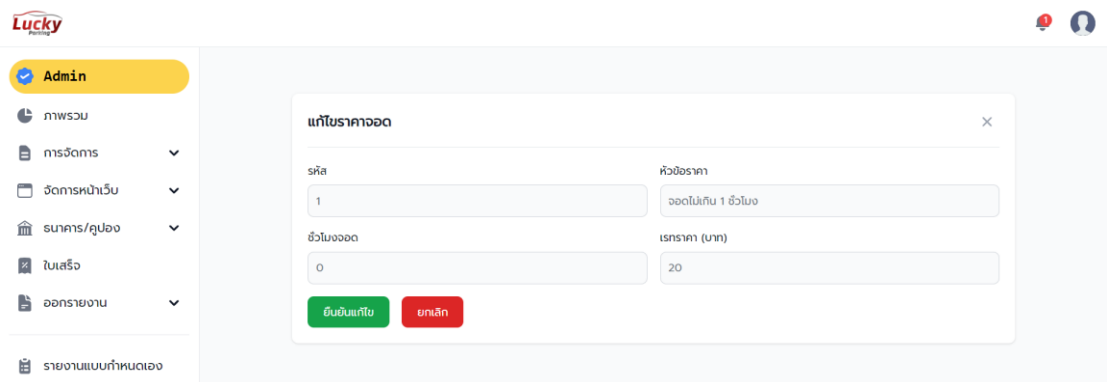 Lucky
Parking
Admin
ภาพรวม
การจัดการ
จัดการหน้าเว็บ
ธนาคาร/คูปอง
ใบเสร็จ
ออกรายงาน
รายงานแบบกำหนดเอง
แก้ไขราคาจอด
รหัส
หัวข้อราคา
1
จอดไม่เกิน 1 ชั่วโมง
ชั่วโมงจอด
เรทราคา (บาท)
0
20
ยืนยันแก้ไข
ยกเลิก